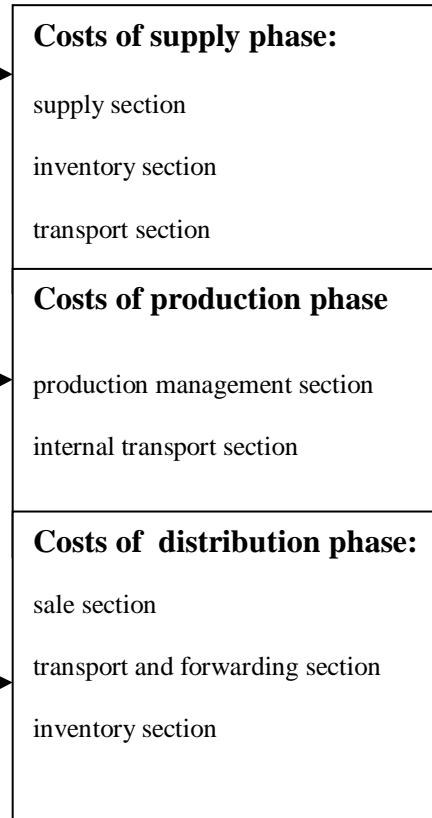 Costs of supply phase:
supply section
inventory section
transport section
Costs of production phase
production management section
internal transport section
Costs of  distribution phase:
sale section
transport and forwarding section
inventory section